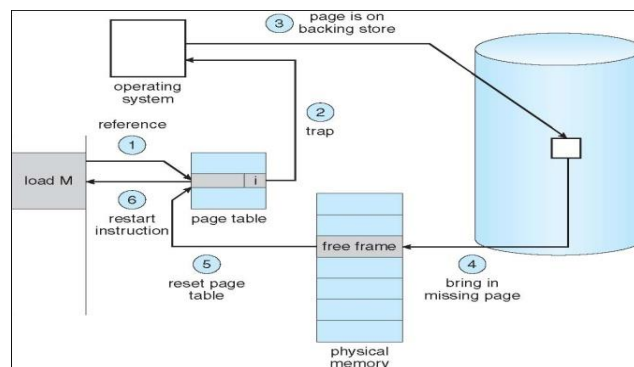 3
page is on
backing store
operating
system
2
trap
reference
1
load M
i
6
restart
instruction
page table
5
reset page
table
free frame
4
bring in
missing page
physical
memory